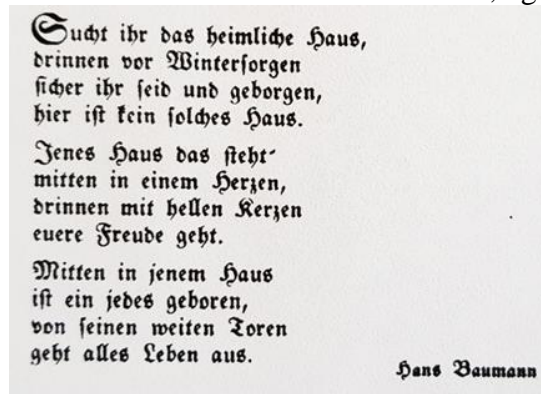 Sucht ihr das heimliche Haus,
drinnen vor Wintersorgen
sicher ihr seid und geborgen,
hier ist kein solches Haus.
Jenes Haus das steht
mitten in einem Herzen,
drinnen mit hellen Kerzen
euere Freude geht.
Mitten in jenem Haus
ist ein jedes geboren,
von seinen weiten Toren
geht alles Leben aus.
Hans Baumann